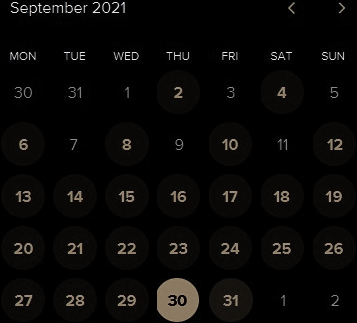 September 2021
MON TUE WED THU FRI SAT SUN
30 31 1 2 3 4 5
6 7 8 9 10 11 12
13 14 15 16 17 18 19
20 21 22 23 24 25 26
27 28 29 30 31 1 2